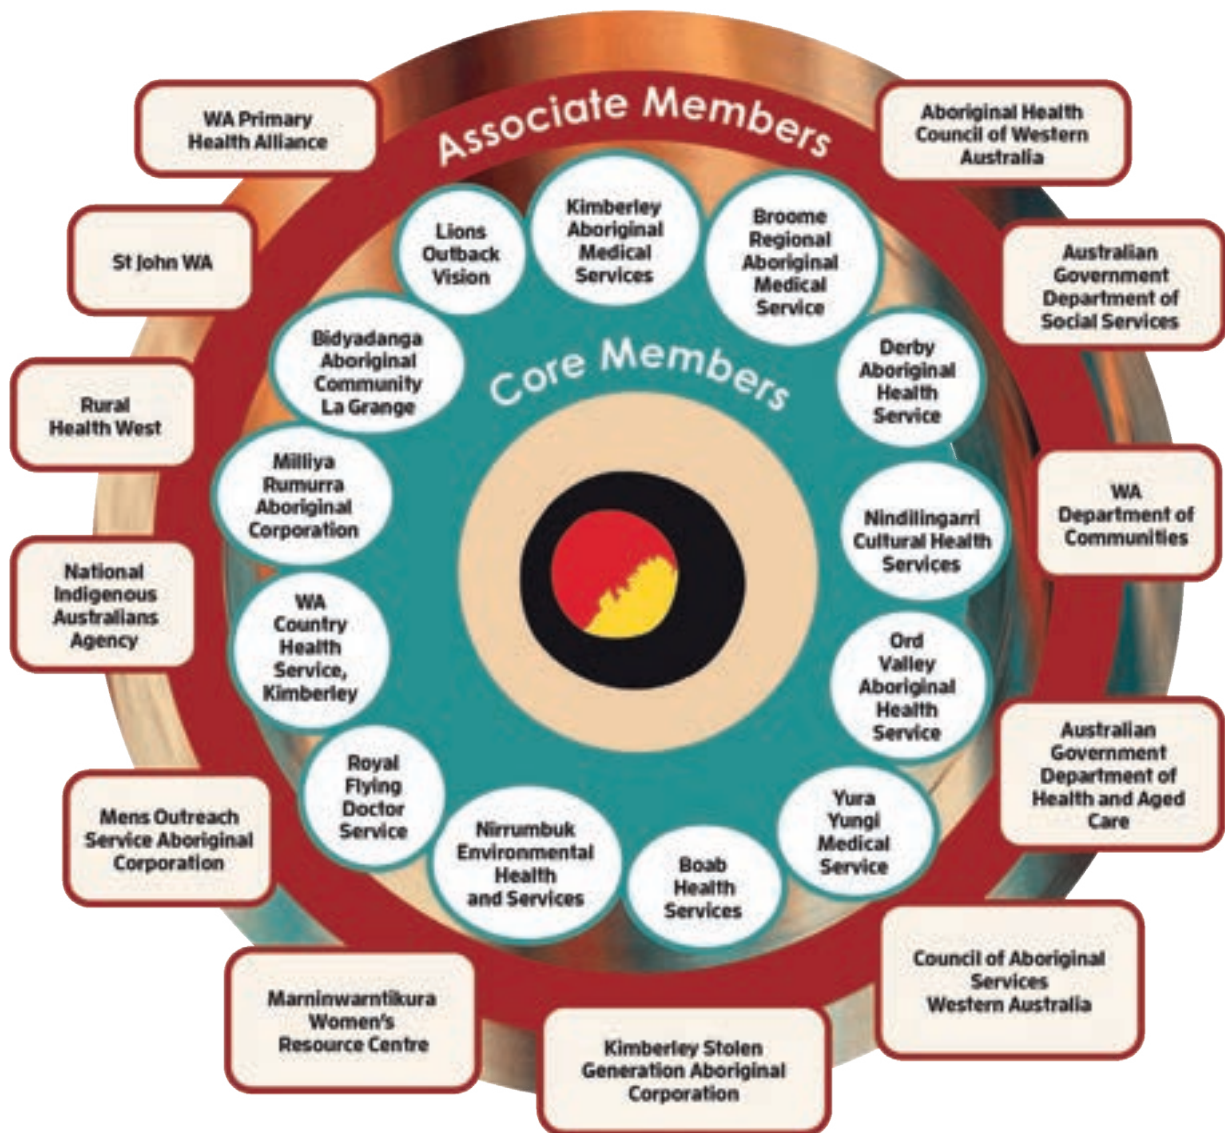 Associate Members
Core Members
Kimberley
Aboriginal
Medical
Services
Broome
Regional
Aboriginal
Medical
Service
Derby
Aboriginal
Health
Service
Nindilingarri
Cultural Health
Services
Ord
Valley
Aboriginal
Health
Service
Yura
Yungi
Medical
Service
Boab
Health
Services
Nirrumbuk
Environmental
Health
and Services
Royal
Flying
Doctor
Service
WA
Country
Health
Service,
Kimberley
Milliya
Rumurra
Aboriginal
Corporation
Bidyadanga
Aboriginal
Community
La Grange
Lions
Outback
Vision
Aboriginal Health
Council of Western
Australia
Australian
Government
Department of
Social Services
WA
Department of
Communities
Australian
Government
Department of
Health and Aged
Care
Council of Aboriginal
Services
Western Australia
Kimberley Stolen
Generation Aboriginal
Corporation
Marninwarntikura
Women's
Resource Centre
Mens Outreach
Service Aboriginal
Corporation
National
Indigenous
Australians
Agency
Rural
Health West
St John WA
WA Primary
Health Alliance